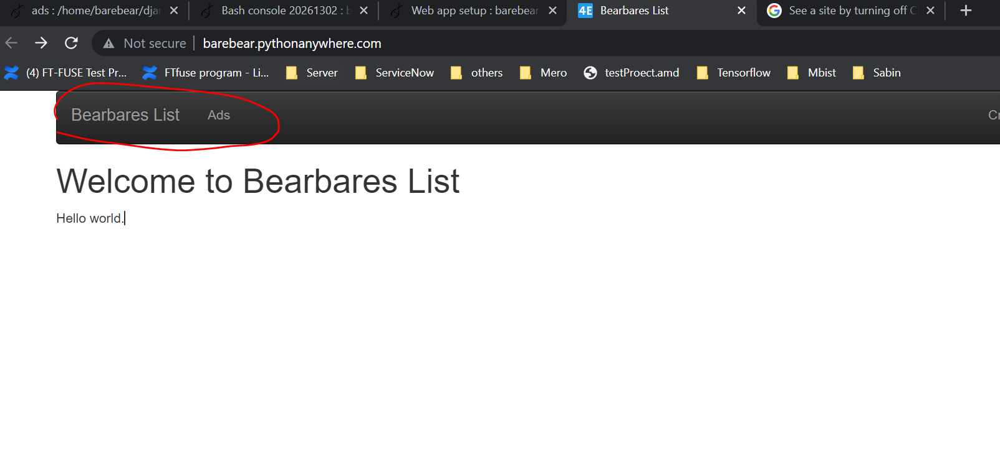 ads : /home/barebear/djar
Bash console 20261302 : b
Web app setup : barebear
4E Bearbares List
See a site by turning off C
Not secure barebear.pythonanywhere.com
(4) FT-FUSE Test Pr... FTfuse program - Li... Server ServiceNow others Mero testProect.amd Tensorflow Mbist Sabin
Bearbares List Ads Cr
Welcome to Bearbares List
Hello world.